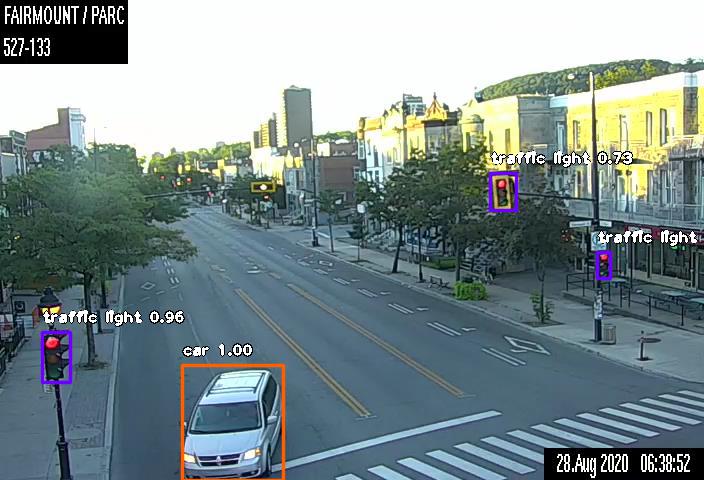 FAIRMOUNT / PARC
527-133
traffic light 0.73
traffic light
traffic light 0.96
car 1.00
28.Aug 2020 06:38:52